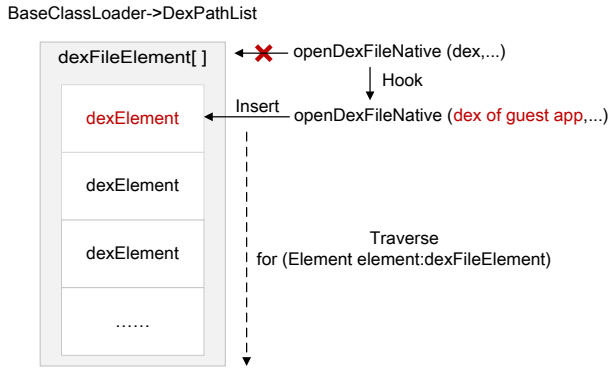 BaseClassLoader->DexPathList
dexFileElement[ ]
openDexFileNative (dex,...)
Hook
dexElement
Insert
openDexFileNative (dex of guest app,...)
dexElement
dexElement
Traverse
for (Element element:dexFileElement)
......